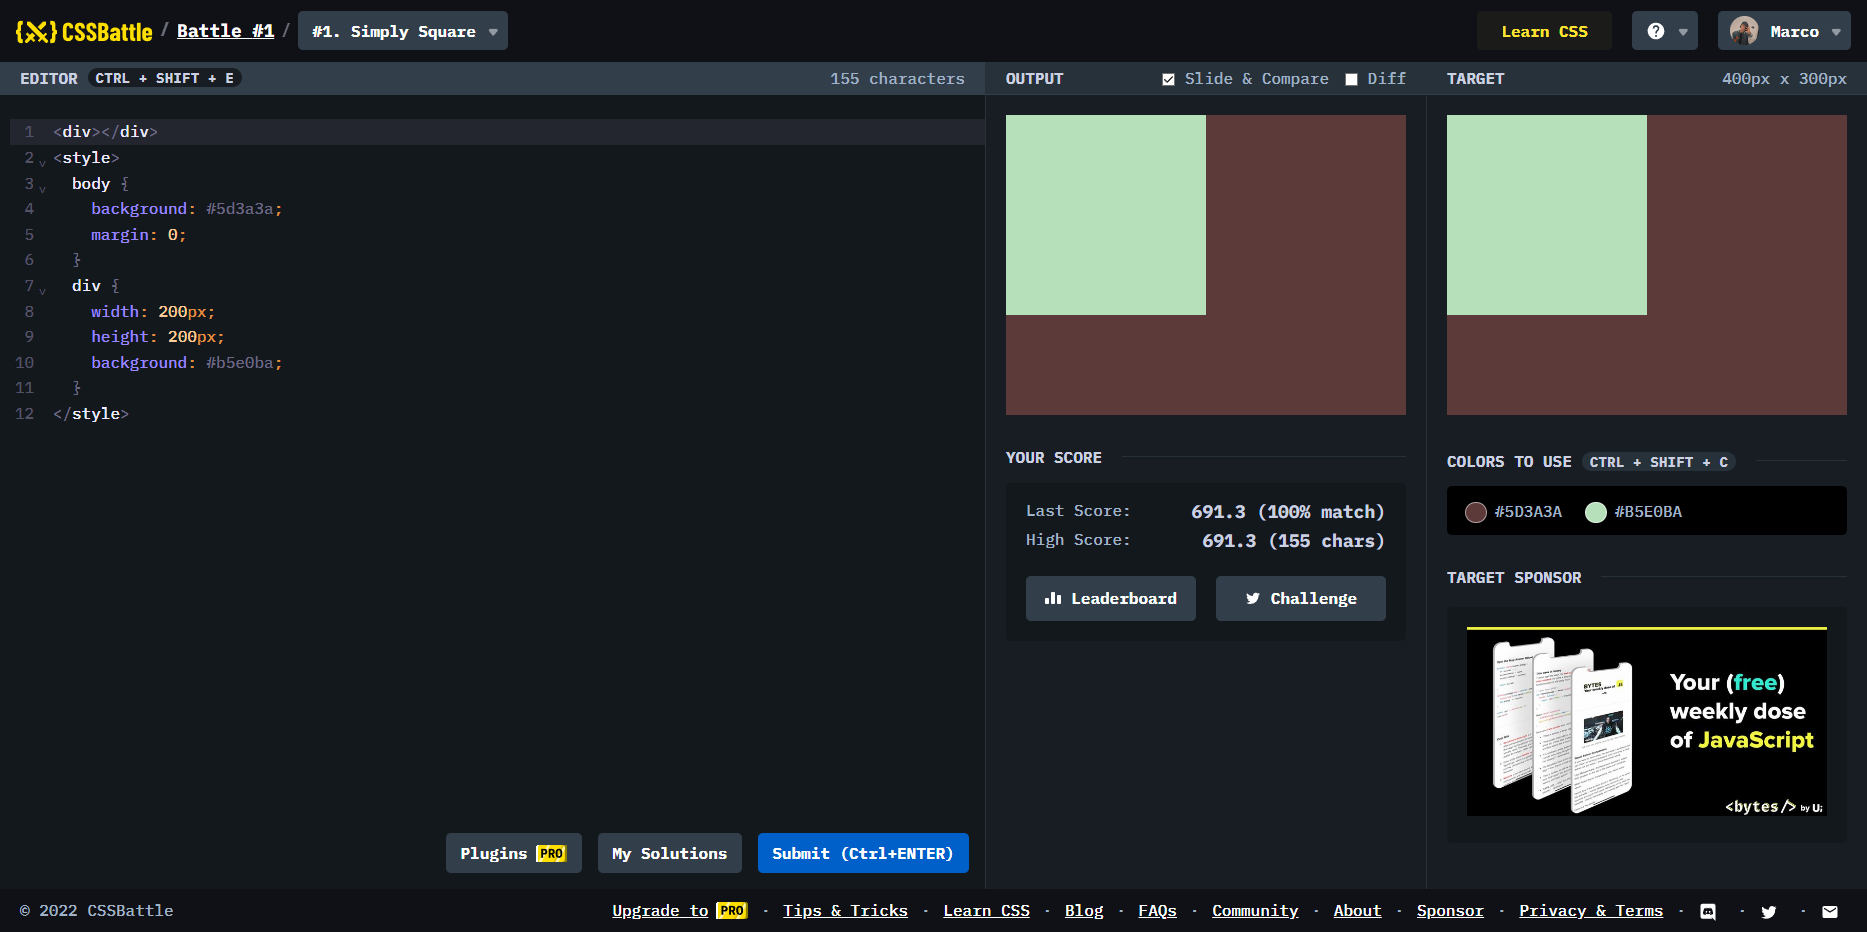 {X} CSSBattle / Battle #1 / #1. Simply Square
Learn CSS
?
Marco
EDITOR CTRL + SHIFT + E 155 characters
1 <div></div>
2 <style>
3 body {
4 background: #5d3a3a;
5 margin: 0;
6 }
7 div {
8 width: 200px;
9 height: 200px;
10 background: #b5e0ba;
11 }
12 </style>
Plugins PRO
My Solutions
Submit (Ctrl+ENTER)
OUTPUT Slide & Compare Diff
YOUR SCORE
Last Score: 691.3 (100% match)
High Score: 691.3 (155 chars)
Leaderboard
Challenge
TARGET 400px x 300px
COLORS TO USE CTRL + SHIFT + C
#5D3A3A #B5E0BA
TARGET SPONSOR
BYTES
Your (free)
weekly dose
of JavaScript
<bytes/> by ui;
© 2022 CSSBattle
Upgrade to PRO · Tips & Tricks · Learn CSS · Blog · FAQs · Community · About · Sponsor · Privacy & Terms · · ·